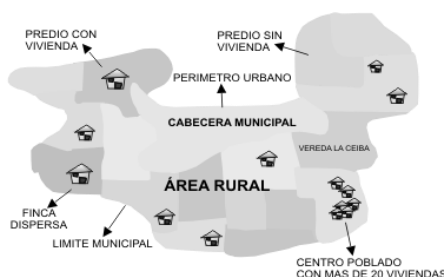 PREDIO CON
VIVIENDA
PREDIO SIN
VIVIENDA
PERIMETRO URBANO
CABECERA MUNICIPAL
VEREDA LA CEIBA
ÁREA RURAL
FINCA
DISPERSA
LIMITE MUNICIPAL
CENTRO POBLADO
CON MAS DE 20 VIVIENDAS